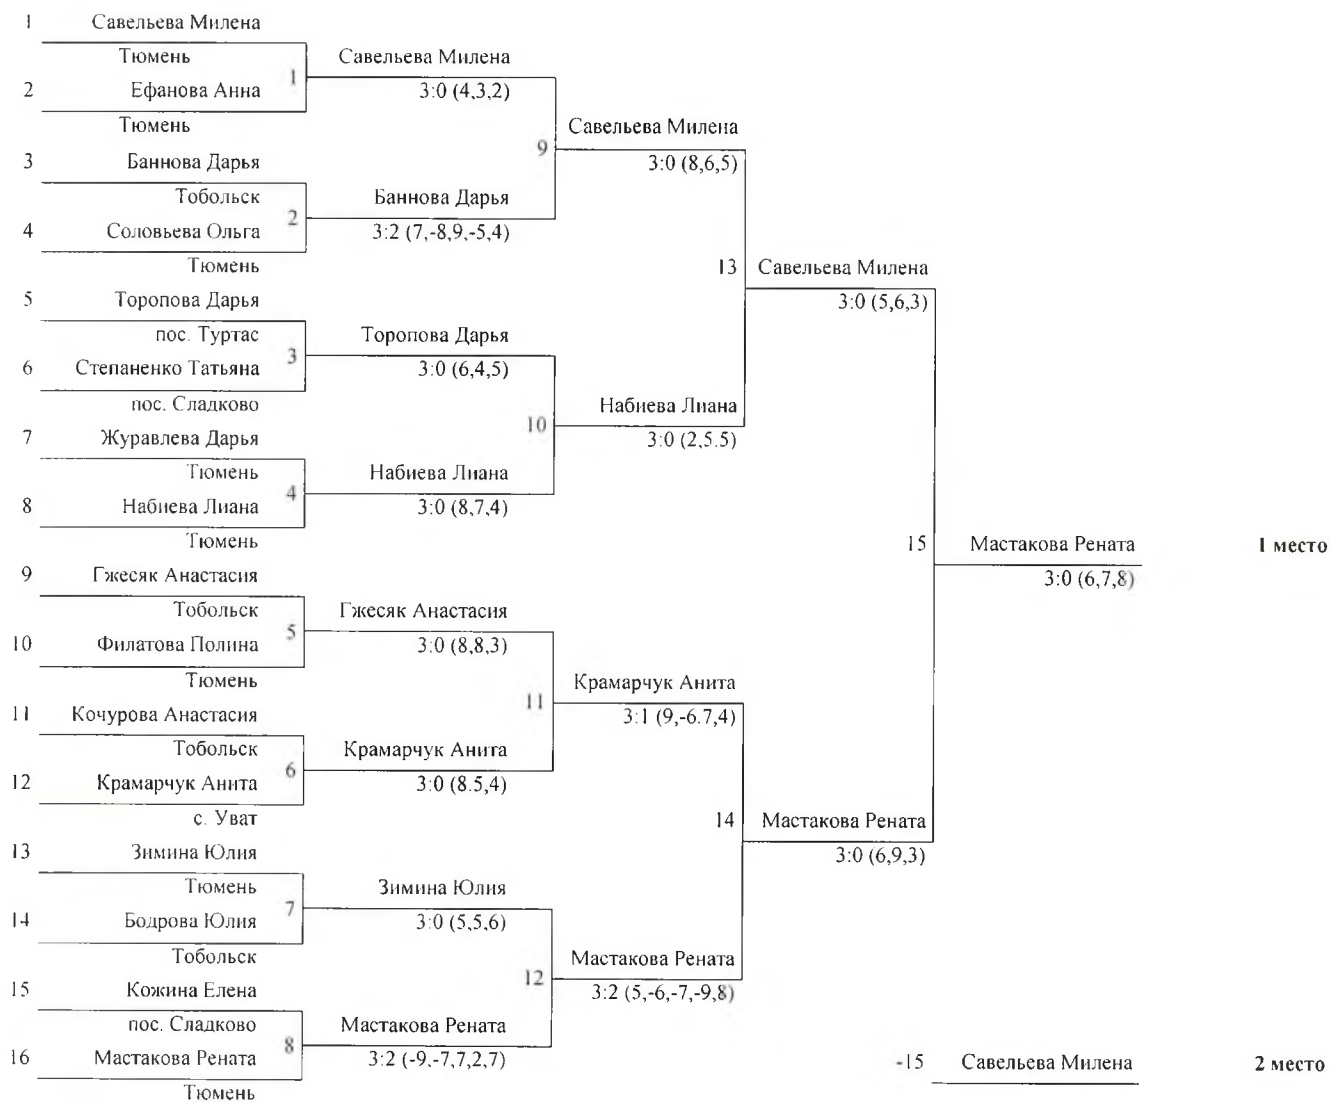 1 Савельева Милена
Тюмень Савельева Милена
1
2 Ефанова Анна 3:0 (4,3,2)
Тюмень Савельева Милена
9
3 Баннова Дарья 3:0 (8,6,5)
Тобольск Баннова Дарья
2
4 Соловьева Ольга 3:2 (7,-8,9,-5,4)
Тюмень 13 Савельева Милена
5 Торопова Дарья 3:0 (5,6,3)
пос. Туртас Торопова Дарья
3
6 Степаненко Татьяна 3:0 (6,4,5)
пос. Сладково Набиева Лиана
10
7 Журавлева Дарья 3:0 (2,5.5)
Тюмень Набиева Лиана
4
8 Набиева Лиана 3:0 (8,7,4)
Тюмень 15 Мастакова Рената 1 место
9 Гжесяк Анастасия 3:0 (6,7,8)
Тобольск Гжесяк Анастасия
5
10 Филатова Полина 3:0 (8,8,3)
Тюмень Крамарчук Анита
11
11 Кочурова Анастасия 3:1 (9,-6.7,4)
Тобольск Крамарчук Анита
6
12 Крамарчук Анита 3:0 (8.5,4)
с. Уват 14 Мастакова Рената
13 Зимина Юлия 3:0 (6,9,3)
Тюмень Зимина Юлия
7
14 Бодрова Юлия 3:0 (5,5,6)
Тобольск Мастакова Рената
12
15 Кожина Елена 3:2 (5,-6,-7,-9,8)
пос. Сладково Мастакова Рената
8
16 Мастакова Рената 3:2 (-9,-7,7,2,7) -15 Савельева Милена 2 место
Тюмень